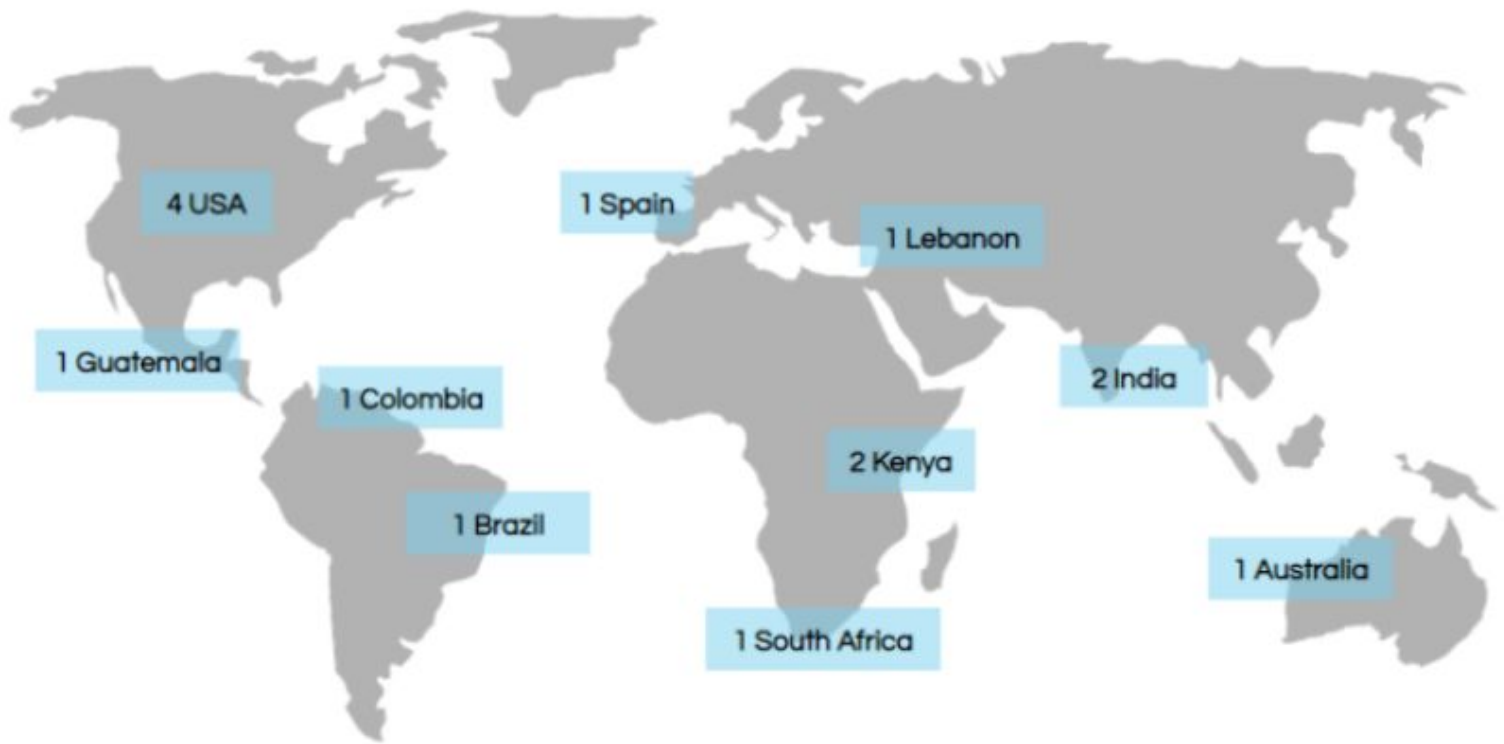 4 USA
1 Spain
1 Lebanon
1 Guatemala
1 Colombia
2 India
2 Kenya
1 Brazil
1 Australia
1 South Africa